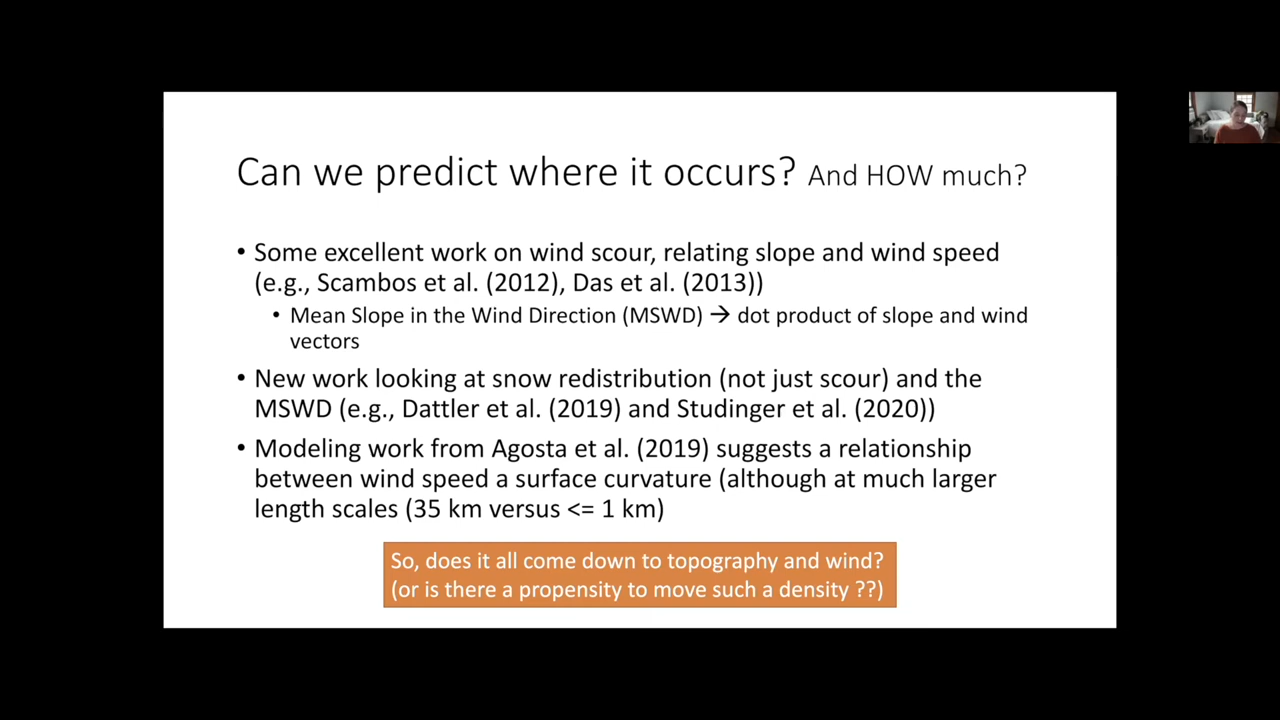 Can we predict where it occurs? And HOW much?
• Some excellent work on wind scour, relating slope and wind speed
(e.g., Scambos et al. (2012), Das et al. (2013))
• Mean Slope in the Wind Direction (MSWD) → dot product of slope and wind
vectors
• New work looking at snow redistribution (not just scour) and the
MSWD (e.g., Dattler et al. (2019) and Studinger et al. (2020))
• Modeling work from Agosta et al. (2019) suggests a relationship
between wind speed a surface curvature (although at much larger
length scales (35 km versus <= 1 km)
So, does it all come down to topography and wind?
(or is there a propensity to move such a density ??)